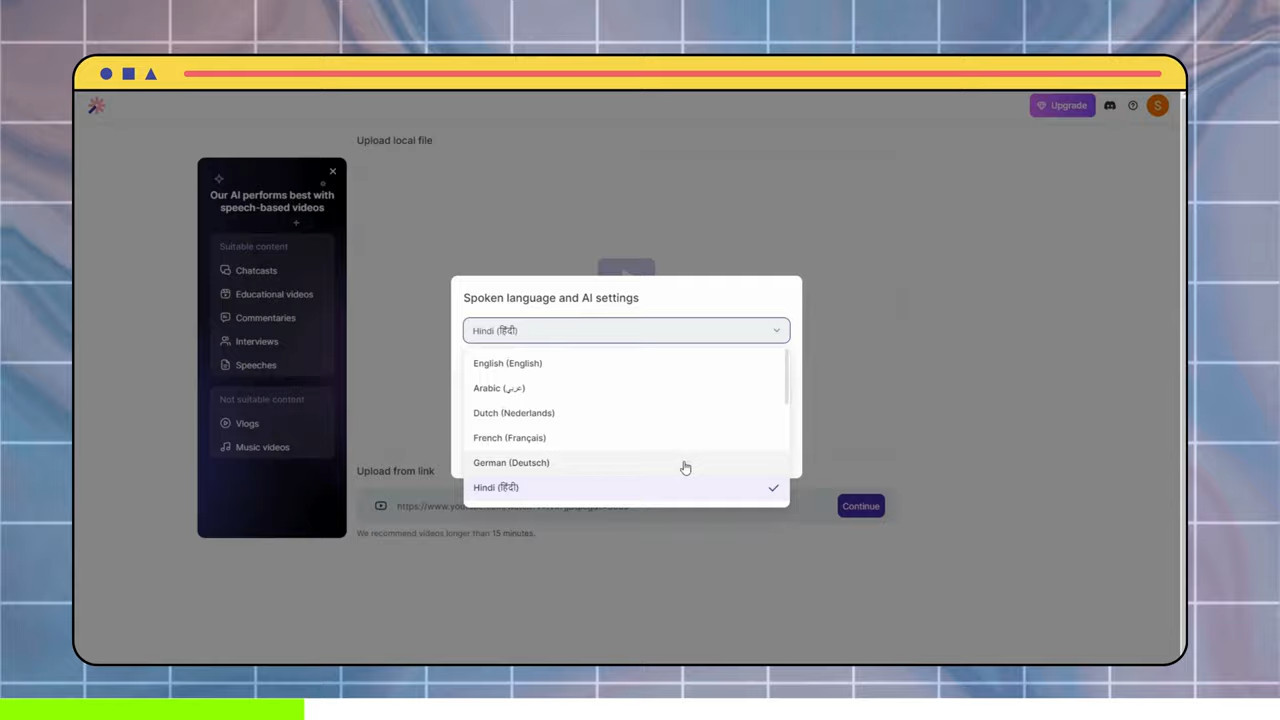 Upgrade
S
Upload local file
Our AI performs best with
speech-based videos
Suitable content
Chatcasts
Educational videos
Commentaries
Interviews
Speeches
Not suitable content
Vlogs
Music videos
Spoken language and AI settings
Hindi (हिंदी)
English (English)
Arabic (عربي)
Dutch (Nederlands)
French (Français)
German (Deutsch)
Hindi (हिंदी)
Upload from link
https://www.
Continue
We recommend videos longer than 15 minutes.